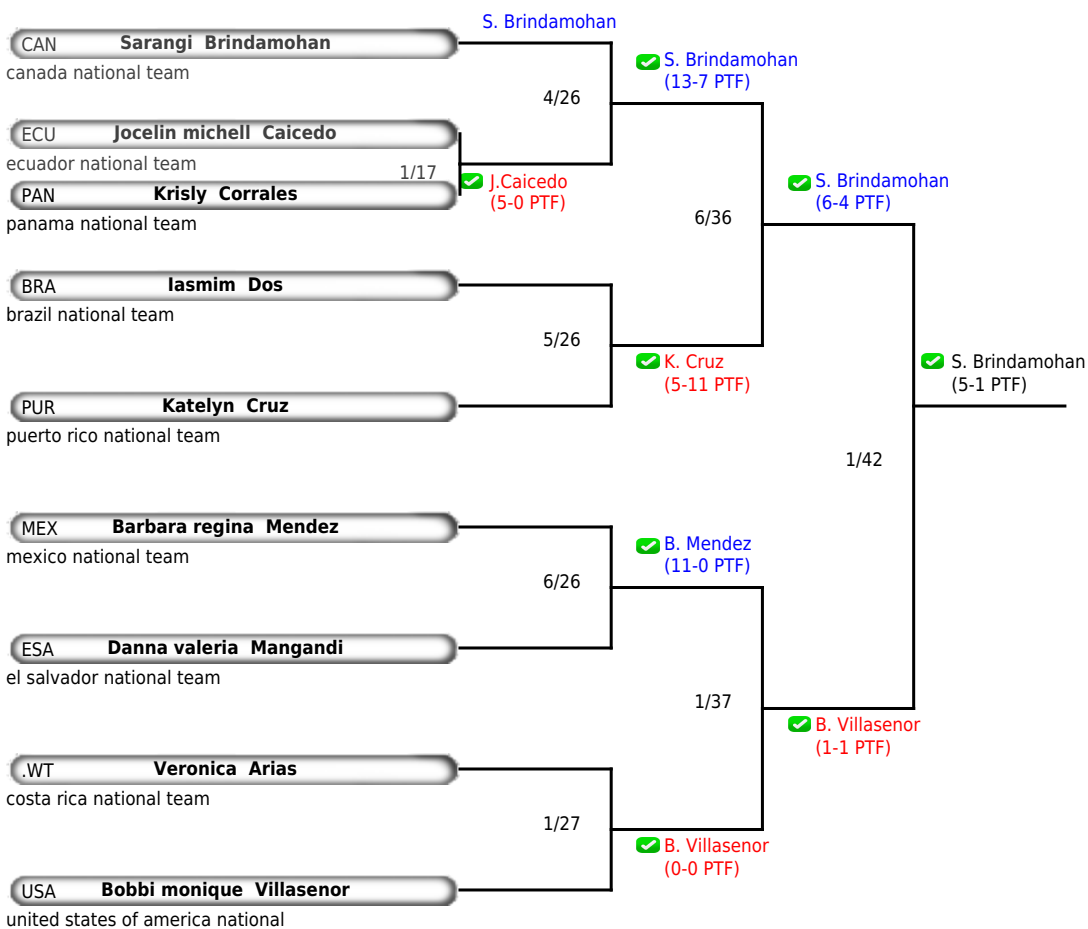 S. Brindamohan
CAN Sarangi Brindamohan
canada national team
S. Brindamohan
(13-7 PTF)
4/26
ECU Jocelin michell Caicedo
ecuador national team
1/17
J.Caicedo
(5-0 PTF)
PAN Krisly Corrales
panama national team
S. Brindamohan
(6-4 PTF)
6/36
BRA Iasmim Dos
brazil national team
5/26
K. Cruz
(5-11 PTF)
S. Brindamohan
(5-1 PTF)
PUR Katelyn Cruz
puerto rico national team
1/42
MEX Barbara regina Mendez
mexico national team
B. Mendez
(11-0 PTF)
6/26
ESA Danna valeria Mangandi
el salvador national team
1/37
B. Villasenor
(1-1 PTF)
.WT Veronica Arias
costa rica national team
1/27
B. Villasenor
(0-0 PTF)
USA Bobbi monique Villasenor
united states of america national